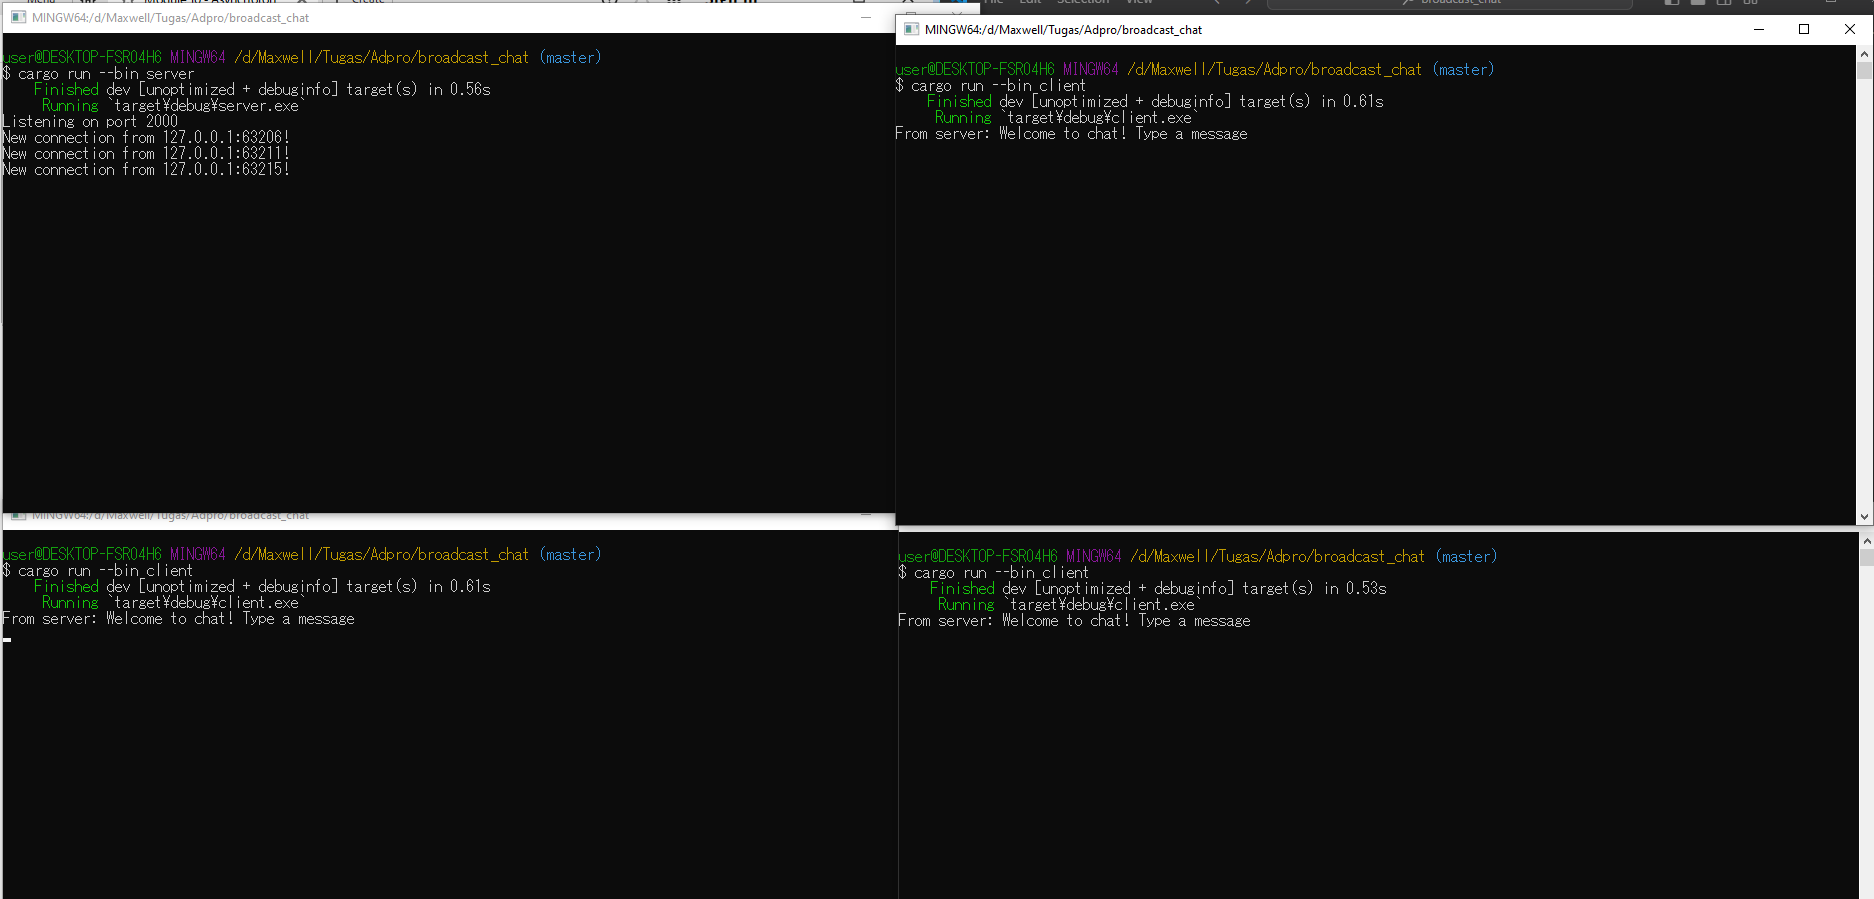 MINGW64:/d/Maxwell/Tugas/Adpro/broadcast_chat
user@DESKTOP-FSRO4H6 MINGW64 /d/Maxwell/Tugas/Adpro/broadcast_chat (master)
$ cargo run --bin server
Finished dev [unoptimized + debuginfo] target(s) in 0.56s
Running `target¥debug¥server.exe`
Listening on port 2000
New connection from 127.0.0.1:63206!
New connection from 127.0.0.1:63211!
New connection from 127.0.0.1:63215!
Edit Selection View
broadcast_chat
MINGW64:/d/Maxwell/Tugas/Adpro/broadcast_chat
user@DESKTOP-FSRO4H6 MINGW64 /d/Maxwell/Tugas/Adpro/broadcast_chat (master)
$ cargo run --bin client
Finished dev [unoptimized + debuginfo] target(s) in 0.61s
Running `target¥debug¥client.exe`
From server: Welcome to chat! Type a message
MINGW64:/d/Maxwell/Tugas/Adpro/broadcast_chat
user@DESKTOP-FSRO4H6 MINGW64 /d/Maxwell/Tugas/Adpro/broadcast_chat (master)
$ cargo run --bin client
Finished dev [unoptimized + debuginfo] target(s) in 0.61s
Running `target¥debug¥client.exe`
From server: Welcome to chat! Type a message
user@DESKTOP-FSRO4H6 MINGW64 /d/Maxwell/Tugas/Adpro/broadcast_chat (master)
$ cargo run --bin client
Finished dev [unoptimized + debuginfo] target(s) in 0.53s
Running `target¥debug¥client.exe`
From server: Welcome to chat! Type a message